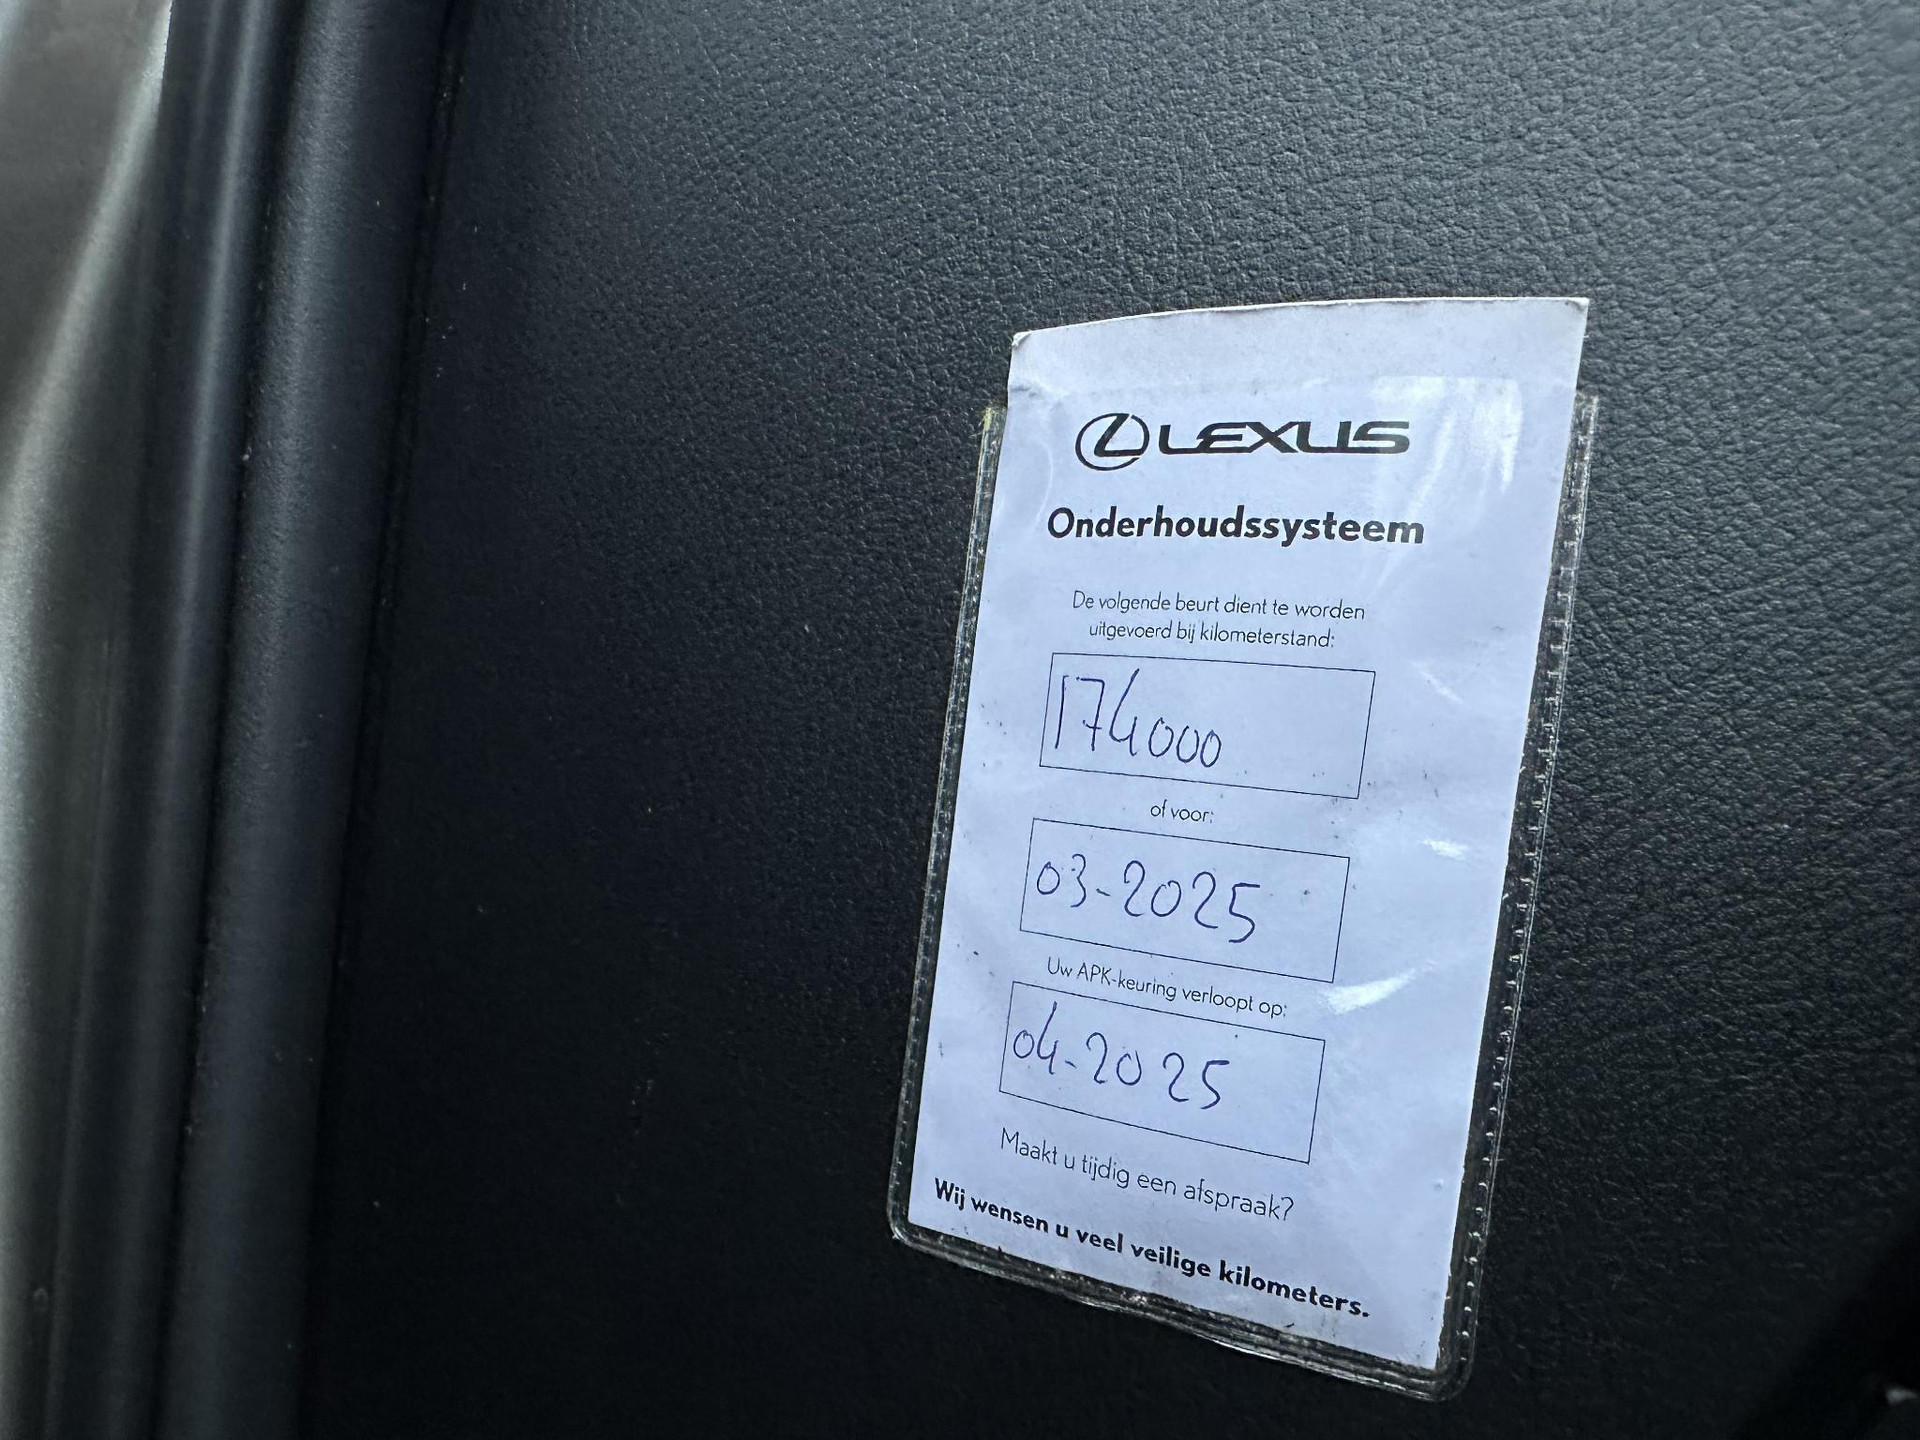 LEXUS
Onderhoudssysteem
De volgende beurt dient te worden
uitgevoerd bij kilometerstand:
174000
of voor:
03-2025
Uw APK-keuring verloopt op:
04-2025
Maakt u tijdig een afspraak?
Wij wensen u veel veilige kilometers.